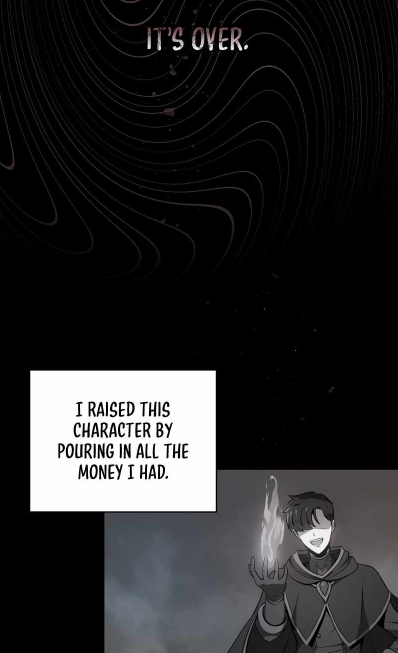 IT'S OVER.
I RAISED THIS
CHARACTER BY
POURING IN ALL THE
MONEY I HAD.